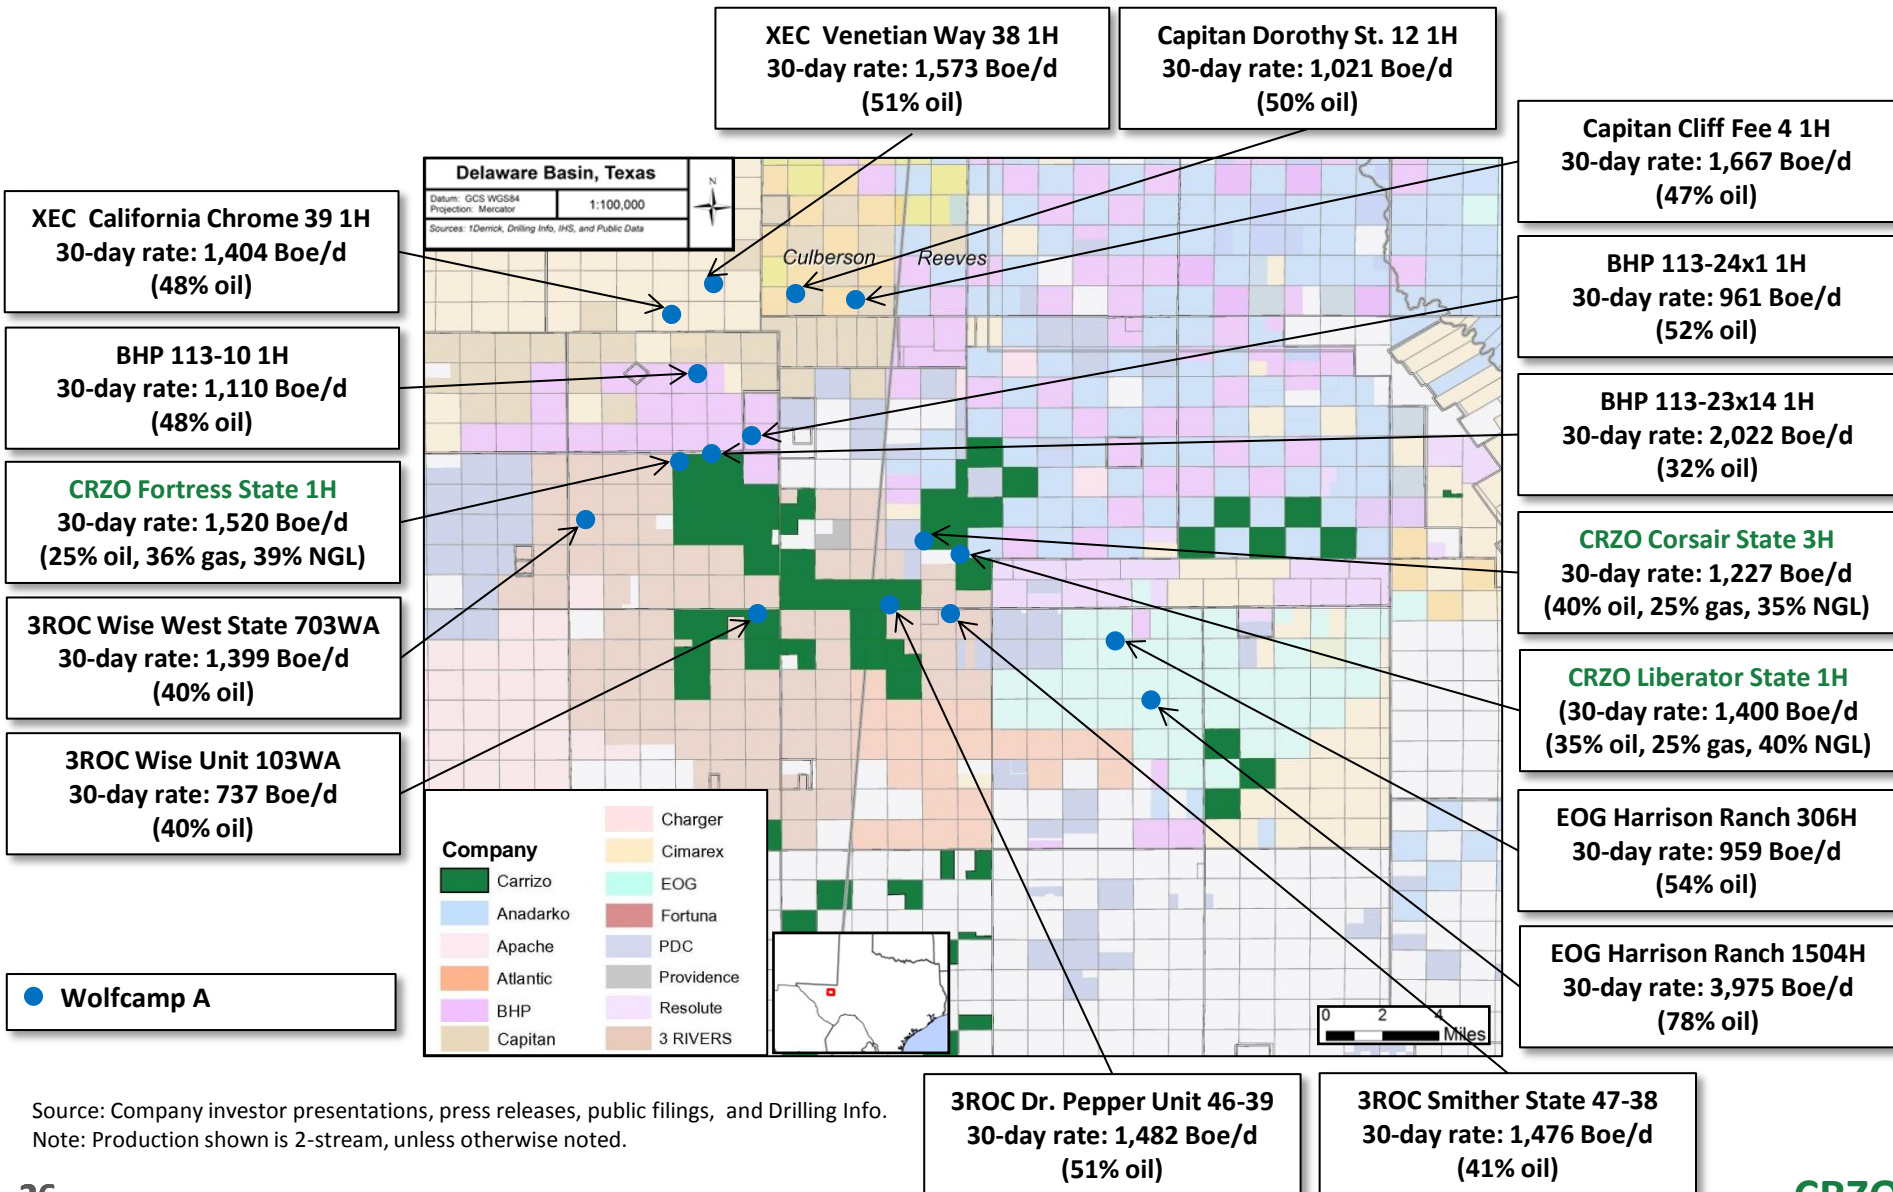 XEC Venetian Way 38 1H
30-day rate: 1,573 Boe/d
(51% oil)
Capitan Dorothy St. 12 1H
30-day rate: 1,021 Boe/d
(50% oil)
Capitan Cliff Fee 4 1H
30-day rate: 1,667 Boe/d
(47% oil)
Delaware Basin, Texas
Datum: GCS WGS84
Projection: Mercator
1:100,000
N
Sources: 1Derrick, Drilling Info, IHS, and Public Data
XEC California Chrome 39 1H
30-day rate: 1,404 Boe/d
(48% oil)
Culberson
Reeves
BHP 113-24x1 1H
30-day rate: 961 Boe/d
(52% oil)
BHP 113-10 1H
30-day rate: 1,110 Boe/d
(48% oil)
BHP 113-23x14 1H
30-day rate: 2,022 Boe/d
(32% oil)
CRZO Fortress State 1H
30-day rate: 1,520 Boe/d
(25% oil, 36% gas, 39% NGL)
CRZO Corsair State 3H
30-day rate: 1,227 Boe/d
(40% oil, 25% gas, 35% NGL)
3ROC Wise West State 703WA
30-day rate: 1,399 Boe/d
(40% oil)
CRZO Liberator State 1H
(30-day rate: 1,400 Boe/d
(35% oil, 25% gas, 40% NGL)
3ROC Wise Unit 103WA
30-day rate: 737 Boe/d
(40% oil)
EOG Harrison Ranch 306H
30-day rate: 959 Boe/d
(54% oil)
Company
Carrizo
Anadarko
Apache
Atlantic
BHP
Capitan
Charger
Cimarex
EOG
Fortuna
PDC
Providence
Resolute
3 RIVERS
EOG Harrison Ranch 1504H
30-day rate: 3,975 Boe/d
(78% oil)
Wolfcamp A
0 2 4
Miles
3ROC Dr. Pepper Unit 46-39
30-day rate: 1,482 Boe/d
(51% oil)
3ROC Smither State 47-38
30-day rate: 1,476 Boe/d
(41% oil)
Source: Company investor presentations, press releases, public filings, and Drilling Info.
Note: Production shown is 2-stream, unless otherwise noted.
26
CRZO